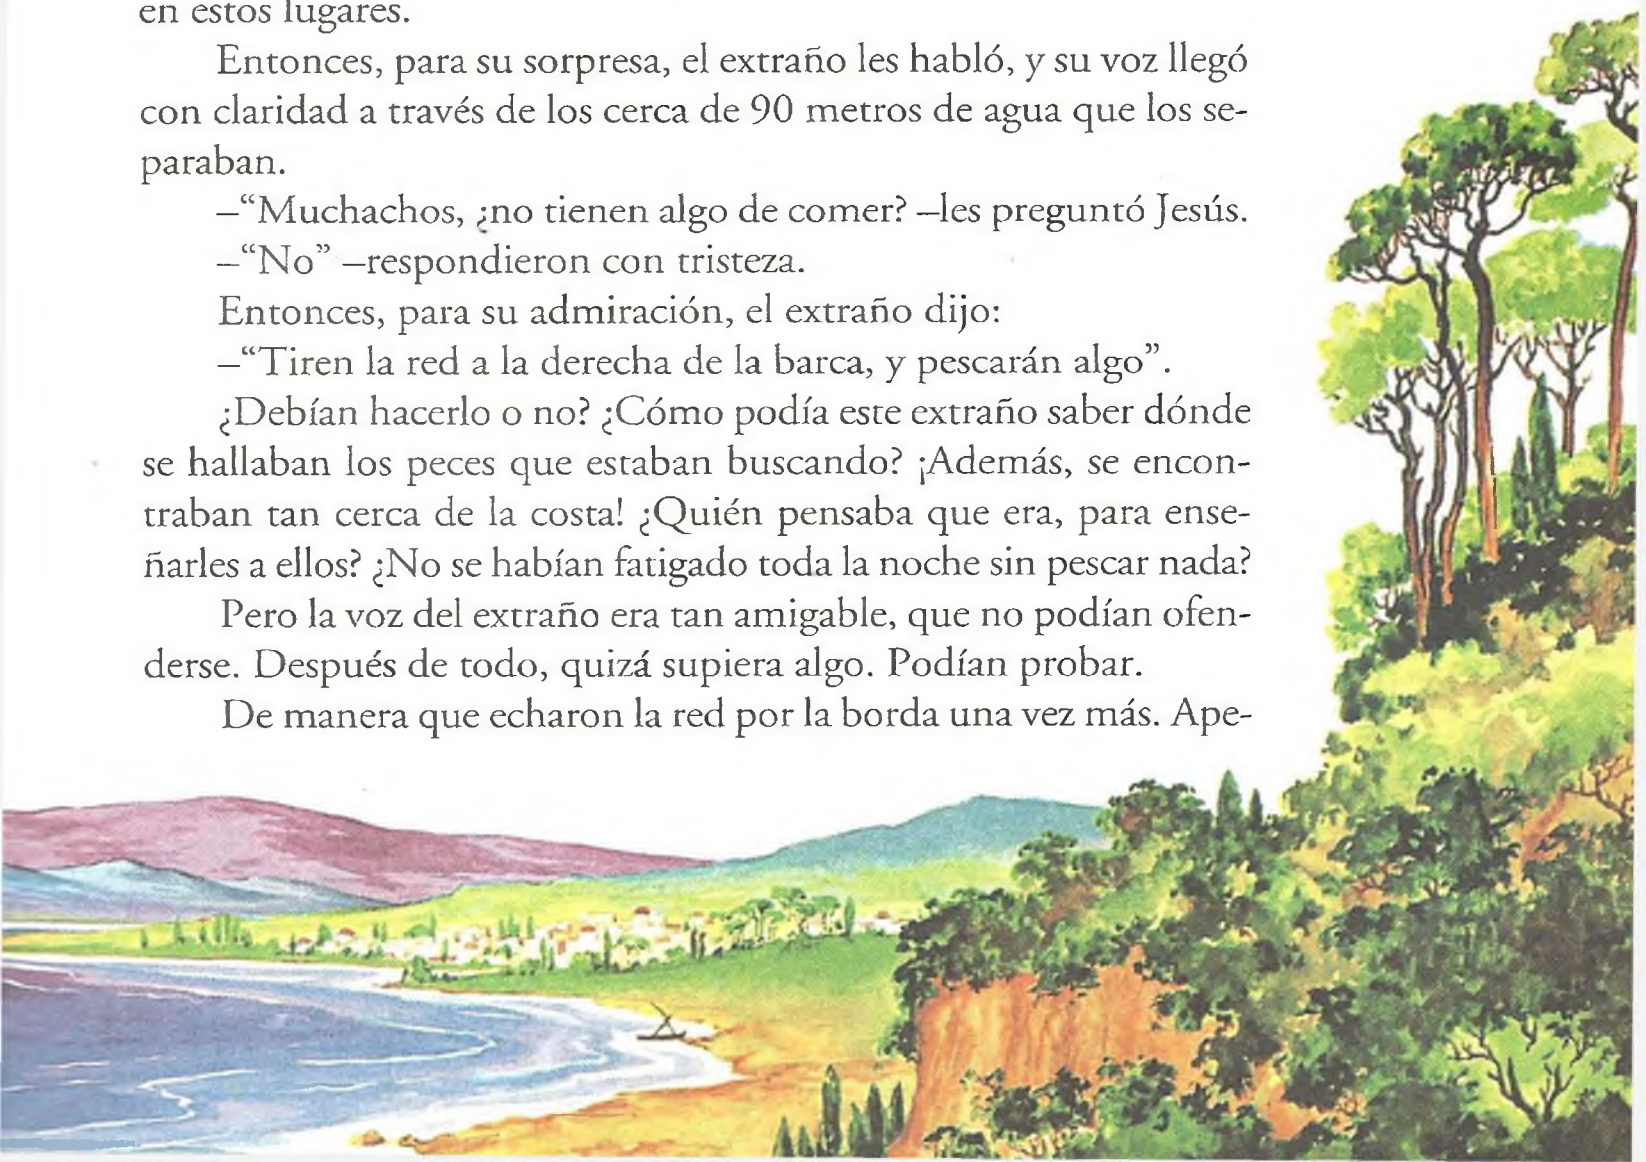 en estos lugares.
Entonces, para su sorpresa, el extraño les habló, y su voz llegó
con claridad a través de los cerca de 90 metros de agua que los se-
paraban.
–“Muchachos, ¿no tienen algo de comer? –les preguntó Jesús.
–“No” –respondieron con tristeza.
Entonces, para su admiración, el extraño dijo:
–“Tiren la red a la derecha de la barca, y pescarán algo”.
¿Debían hacerlo o no? ¿Cómo podía este extraño saber dónde
se hallaban los peces que estaban buscando? ¡Además, se encon-
traban tan cerca de la costa! ¿Quién pensaba que era, para ense-
ñarles a ellos? ¿No se habían fatigado toda la noche sin pescar nada?
Pero la voz del extraño era tan amigable, que no podían ofen-
derse. Después de todo, quizá supiera algo. Podían probar.
De manera que echaron la red por la borda una vez más. Ape-